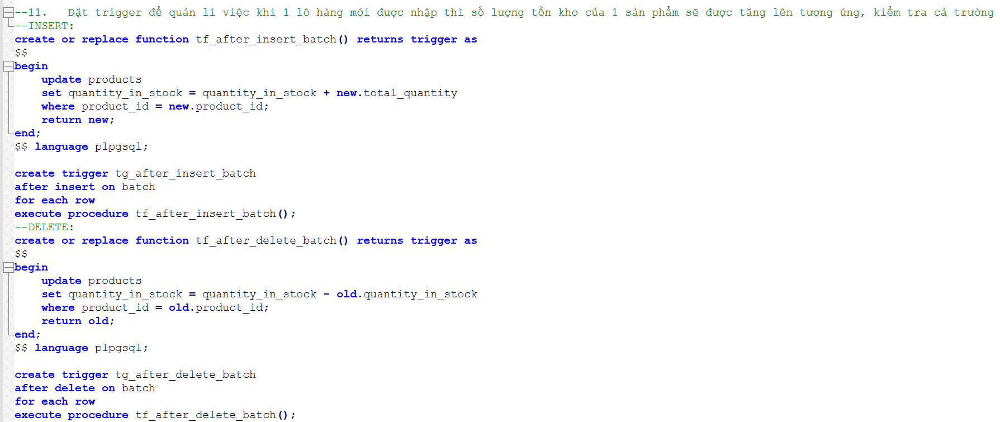 --11.   Đặt trigger để quản lí việc khi 1 lô hàng mới được nhập thì số lượng tồn kho của 1 sản phẩm sẽ được tăng lên tương ứng, kiểm tra cả trường
--INSERT:
create or replace function tf_after_insert_batch() returns trigger as
$$
begin
    update products
    set quantity_in_stock = quantity_in_stock + new.total_quantity
    where product_id = new.product_id;
    return new;
end;
$$ language plpgsql;

create trigger tg_after_insert_batch
after insert on batch
for each row
execute procedure tf_after_insert_batch();
--DELETE:
create or replace function tf_after_delete_batch() returns trigger as
$$
begin
    update products
    set quantity_in_stock = quantity_in_stock - old.quantity_in_stock
    where product_id = old.product_id;
    return old;
end;
$$ language plpgsql;

create trigger tg_after_delete_batch
after delete on batch
for each row
execute procedure tf_after_delete_batch();